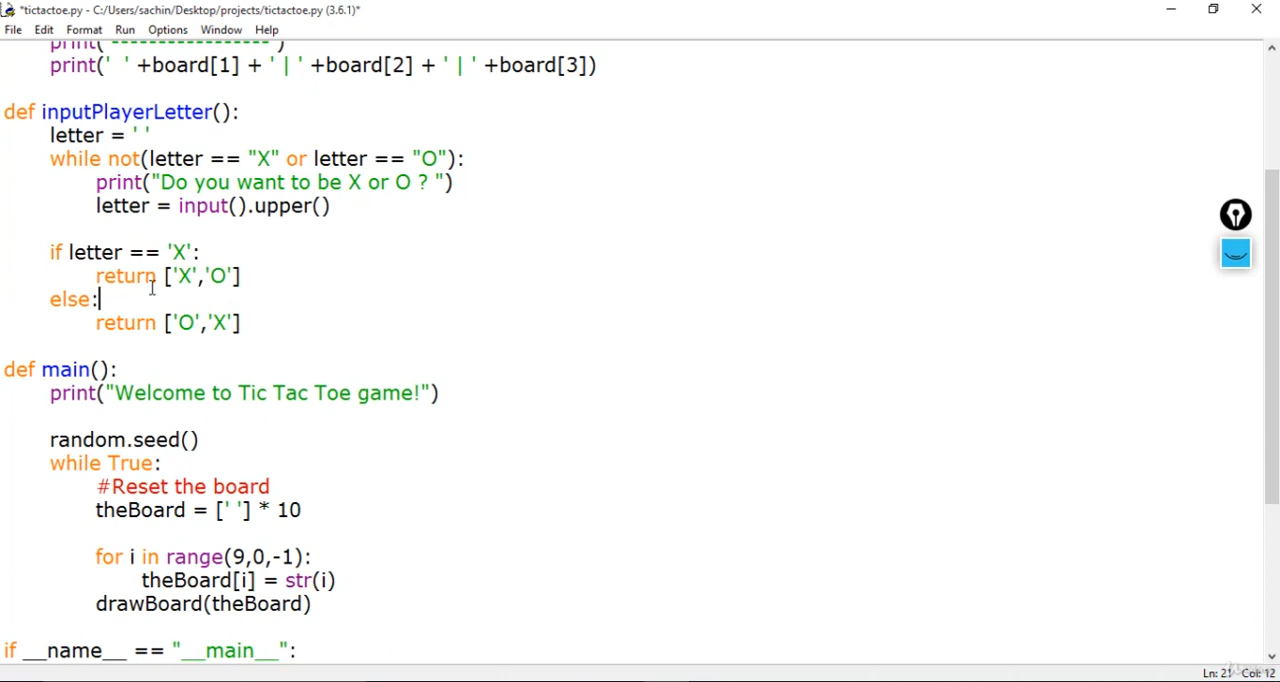 *tictactoe.py - C:/Users/sachin/Desktop/projects/tictactoe.py (3.6.1)*
File Edit Format Run Options Window Help
print('-----------------')
print('  ' +board[1] + ' | ' +board[2] + ' | ' +board[3])
def inputPlayerLetter():
letter = ' '
while not(letter == "X" or letter == "O"):
print("Do you want to be X or O ? ")
letter = input().upper()
if letter == 'X':
return ['X','O']
else:
return ['O','X']
def main():
print("Welcome to Tic Tac Toe game!")
random.seed()
while True:
#Reset the board
theBoard = [' '] * 10
for i in range(9,0,-1):
theBoard[i] = str(i)
drawBoard(theBoard)
if __name__ == "__main__":
Ln: 21 Col: 12